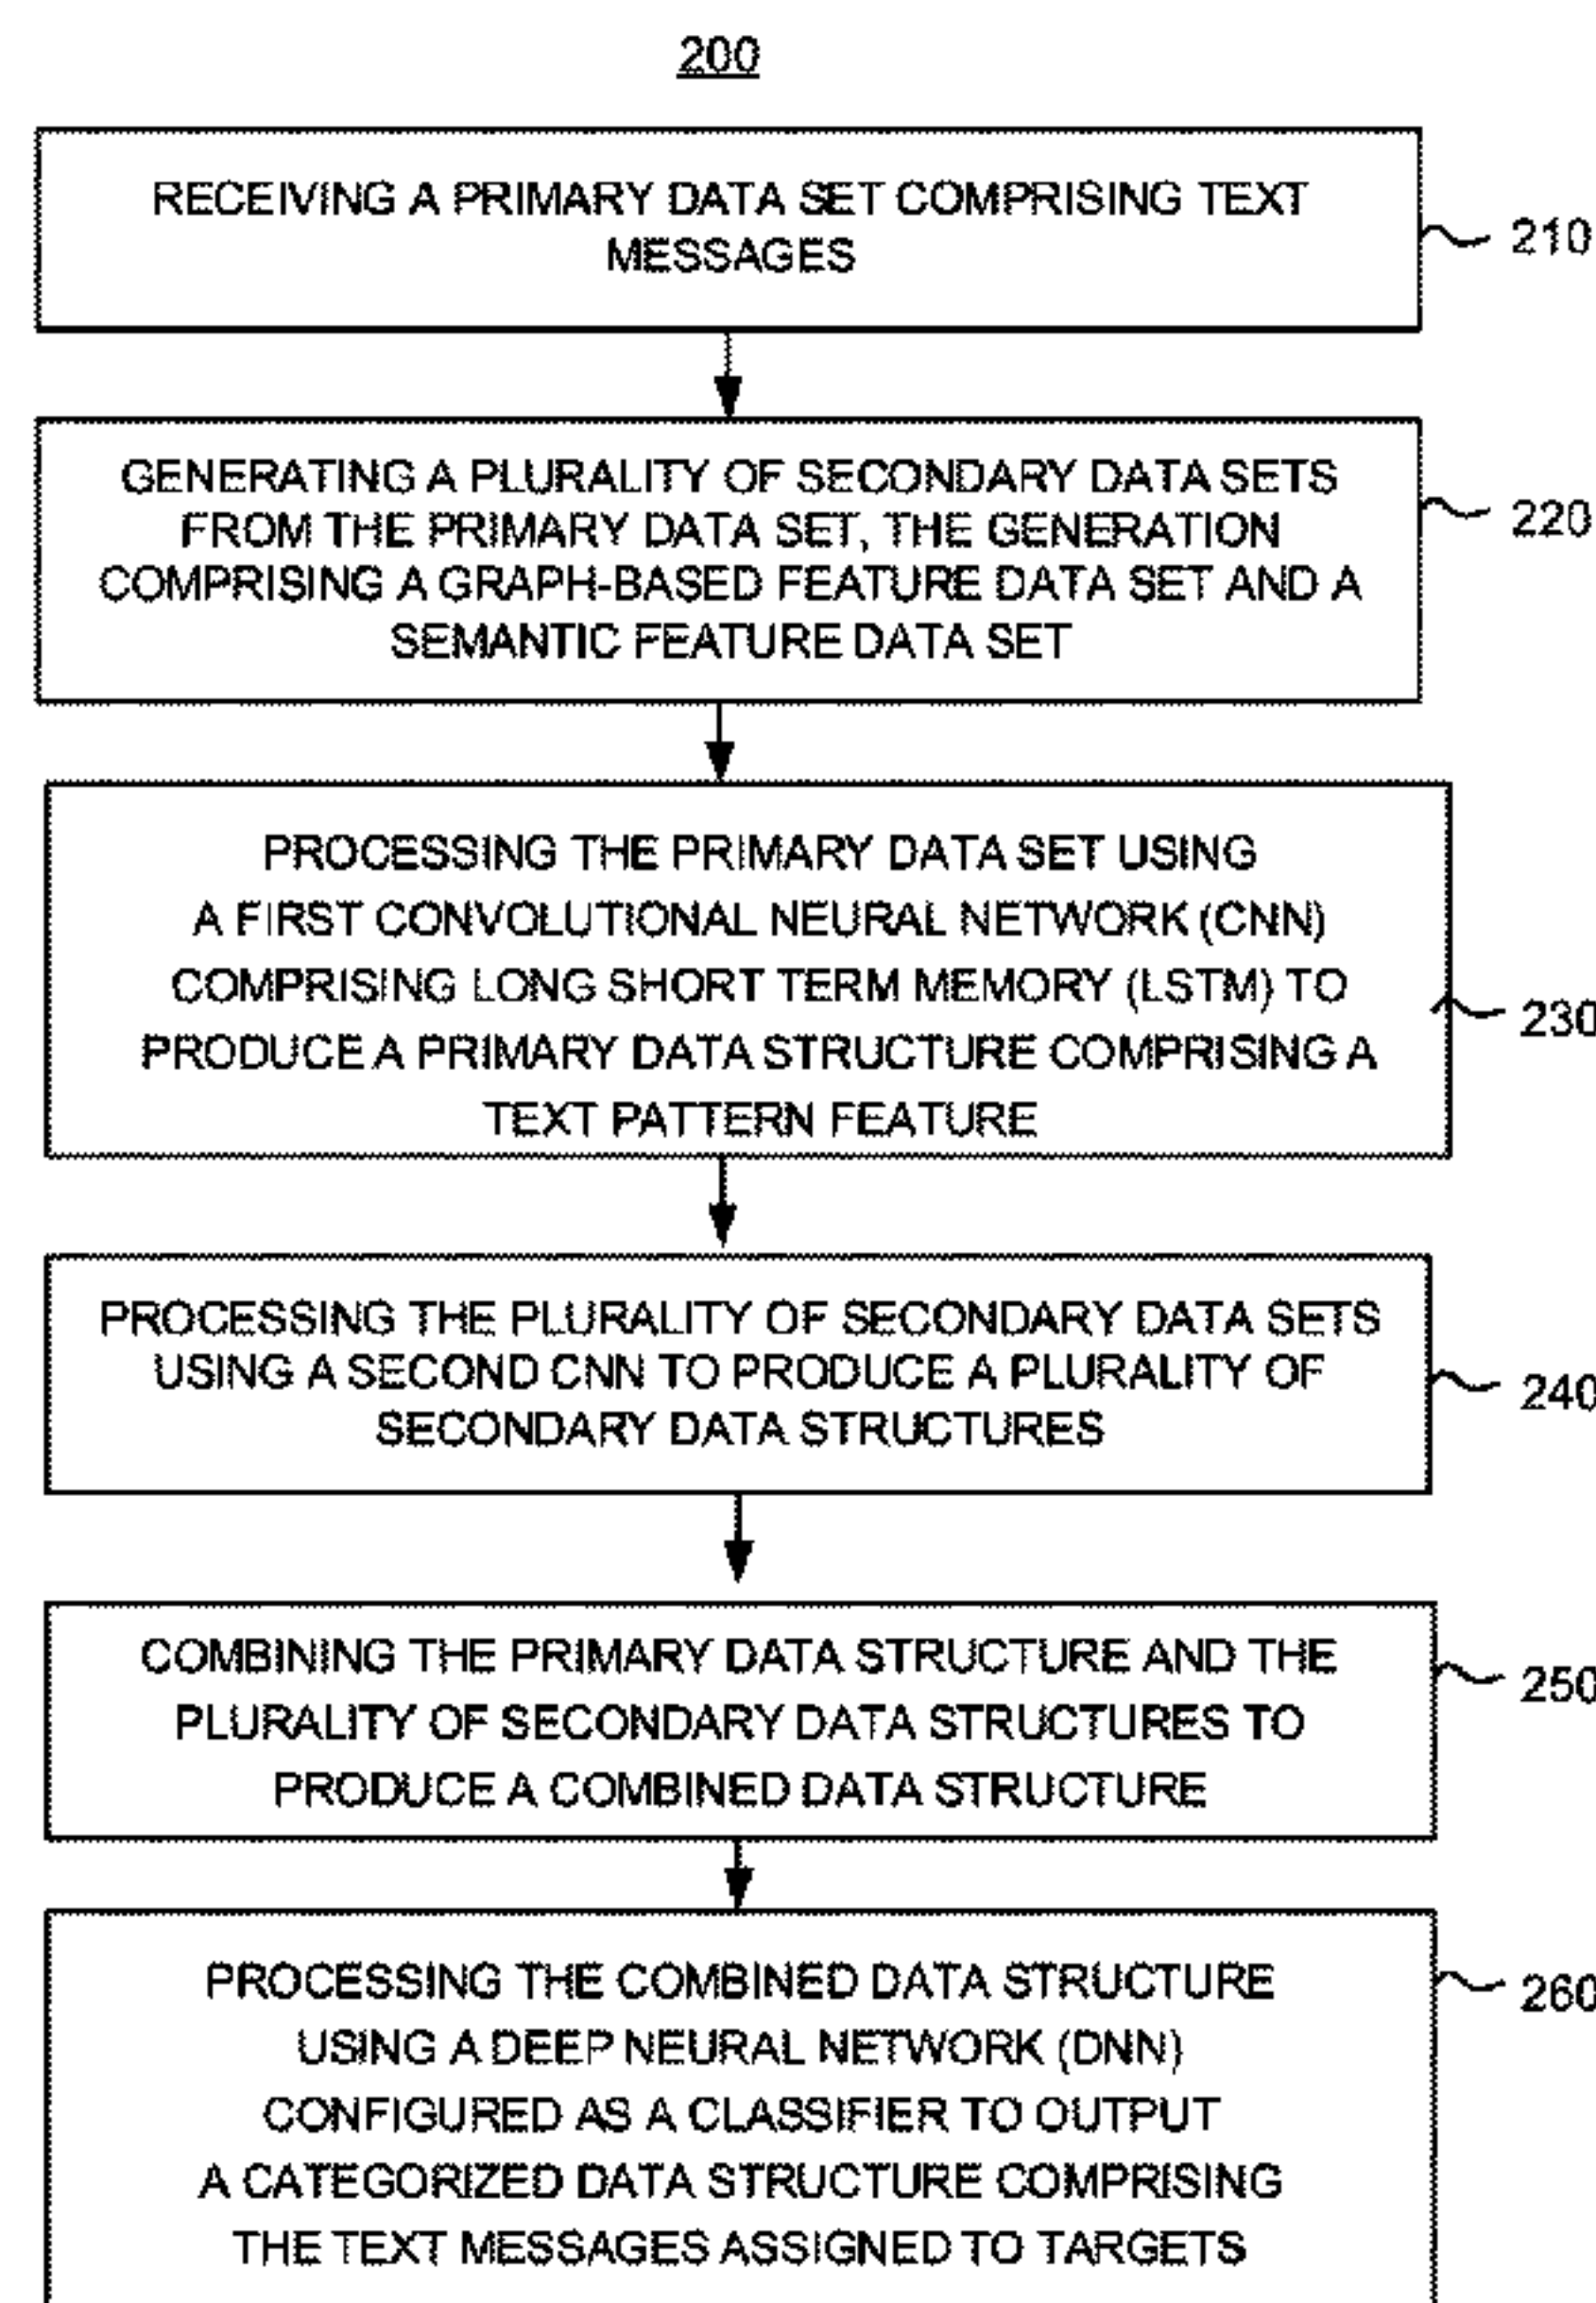 200
RECEIVING A PRIMARY DATA SET COMPRISING TEXT
MESSAGES
210
GENERATING A PLURALITY OF SECONDARY DATA SETS
FROM THE PRIMARY DATA SET, THE GENERATION
COMPRISING A GRAPH-BASED FEATURE DATA SET AND A
SEMANTIC FEATURE DATA SET
220
PROCESSING THE PRIMARY DATA SET USING
A FIRST CONVOLUTIONAL NEURAL NETWORK (CNN)
COMPRISING LONG SHORT TERM MEMORY (LSTM) TO
PRODUCE A PRIMARY DATA STRUCTURE COMPRISING A
TEXT PATTERN FEATURE
230
PROCESSING THE PLURALITY OF SECONDARY DATA SETS
USING A SECOND CNN TO PRODUCE A PLURALITY OF
SECONDARY DATA STRUCTURES
240
COMBINING THE PRIMARY DATA STRUCTURE AND THE
PLURALITY OF SECONDARY DATA STRUCTURES TO
PRODUCE A COMBINED DATA STRUCTURE
250
PROCESSING THE COMBINED DATA STRUCTURE
USING A DEEP NEURAL NETWORK (DNN)
CONFIGURED AS A CLASSIFIER TO OUTPUT
A CATEGORIZED DATA STRUCTURE COMPRISING
THE TEXT MESSAGES ASSIGNED TO TARGETS
260